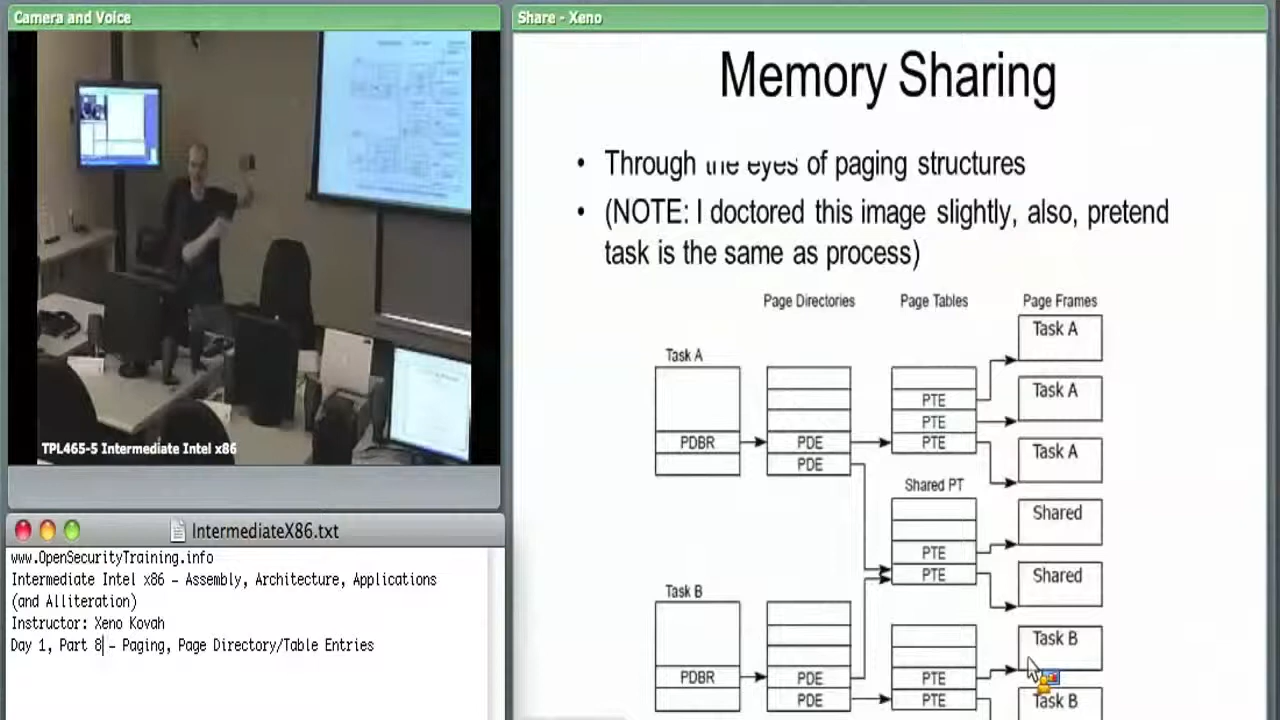 Camera and Voice
TPL465-5 Intermediate Intel x86
IntermediateX86.txt
www.OpenSecurityTraining.info
Intermediate Intel x86 – Assembly, Architecture, Applications
(and Alliteration)
Instructor: Xeno Kovah
Day 1, Part 8 – Paging, Page Directory/Table Entries
Share - Xeno
Memory Sharing
• Through the eyes of paging structures
• (NOTE: I doctored this image slightly, also, pretend
task is the same as process)
Page Directories Page Tables Page Frames
Task A
Task A
PTE
Task A
PTE
PDBR PDE PTE
Task A
PDE
Shared PT
Shared
PTE
PTE
Shared
Task B
Task B
PDBR PDE PTE
PDE PTE
Task B